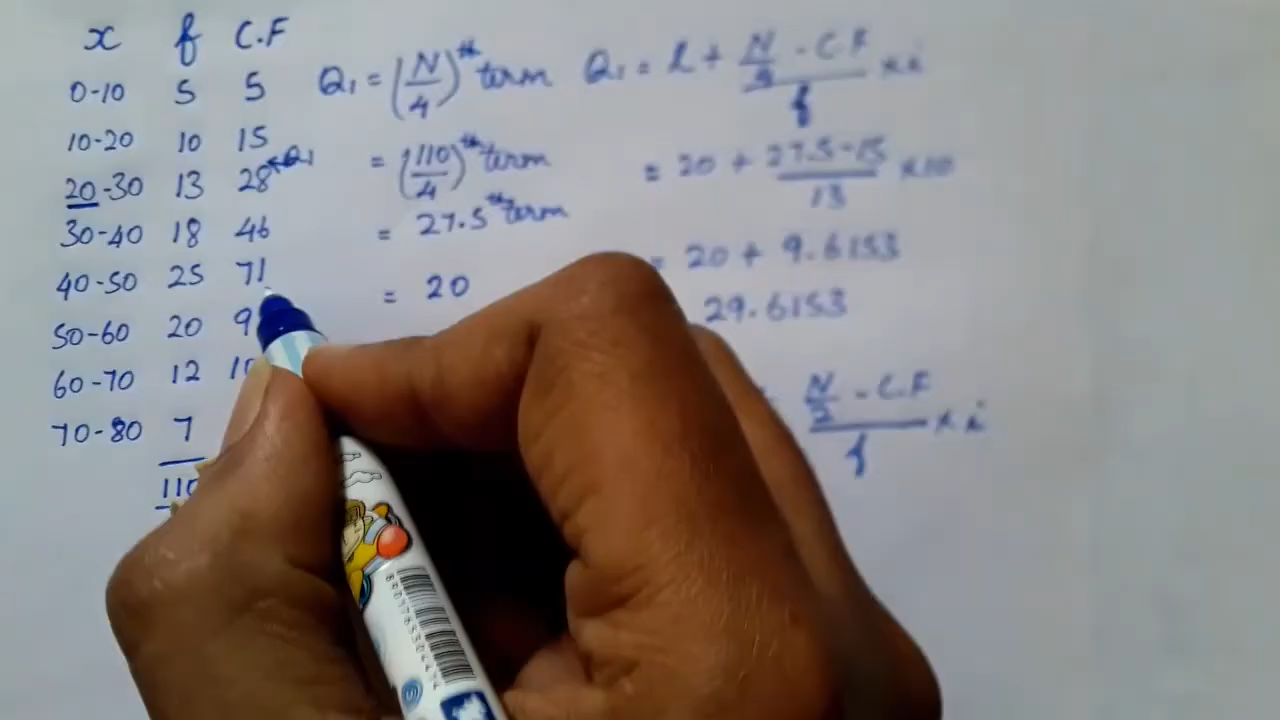 x f C.F
0-10 5 5
10-20 10 15
20-30 13 28 ←Q1
30-40 18 46
40-50 25 71
50-60 20 9
60-70 12 10
70-80 7
110
Q1 = (N/4)th term
= (110/4)th term
= 27.5th term
= 20
Q1 = l + N/4 - C.F / f × i
= 20 + 27.5-15 / 13 × 10
= 20 + 9.6153
29.6153
N/2 - C.F / f × i
8901765304414